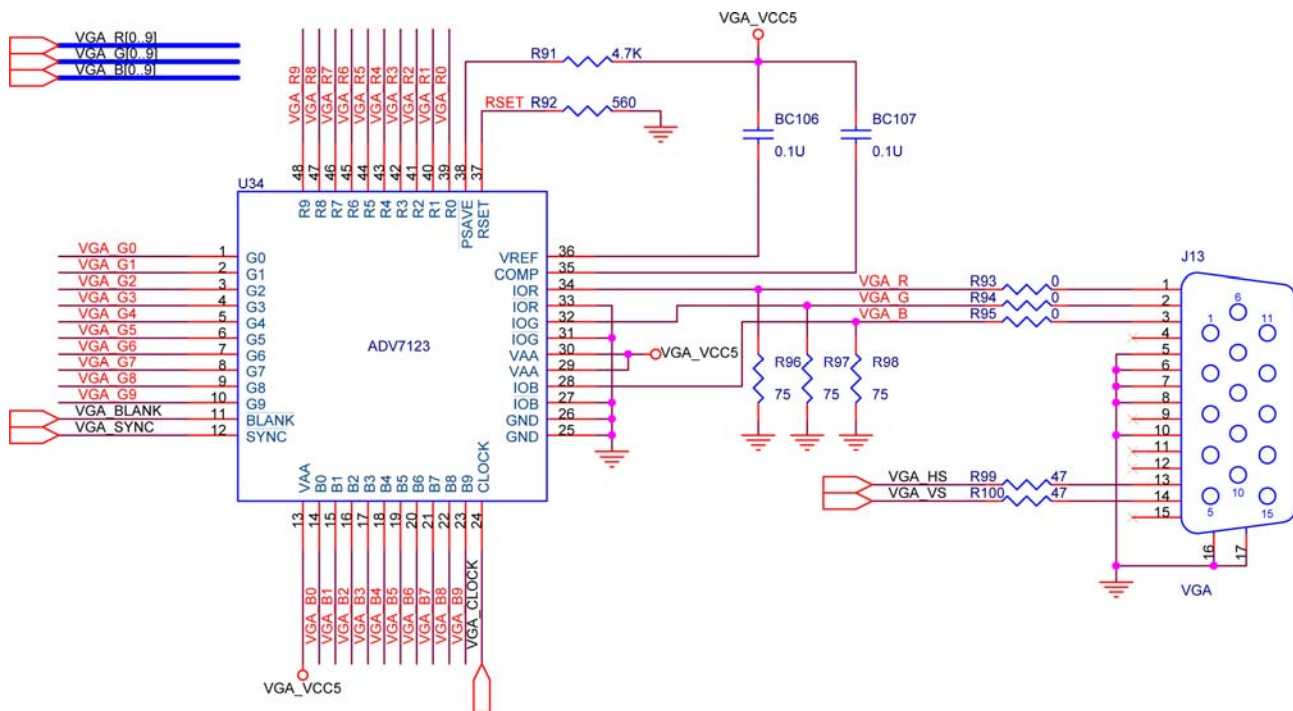 VGA_R[0..9]
VGA_G[0..9]
VGA_B[0..9]
VGA_VCC5
R91 4.7K
RSET R92 560
BC106
0.1U
BC107
0.1U
VGA_R9
VGA_R8
VGA_R7
VGA_R6
VGA_R5
VGA_R4
VGA_R3
VGA_R2
VGA_R1
VGA_R0
48 47 46 45 44 43 42 41 40 39 38 37
U34
R9 R8 R7 R6 R5 R4 R3 R2 R1 R0 PSAVE RSET
VGA_G0 1 G0
VGA_G1 2 G1
VGA_G2 3 G2
VGA_G3 4 G3
VGA_G4 5 G4
VGA_G5 6 G5
VGA_G6 7 G6
VGA_G7 8 G7
VGA_G8 9 G8
VGA_G9 10 G9
VGA_BLANK 11 BLANK
VGA_SYNC 12 SYNC
ADV7123
VREF 36
COMP 35
IOR 34
IOR 33
IOG 32
IOG 31
VAA 30
VAA 29
IOB 28
IOB 27
GND 26
GND 25
VGA_VCC5
VAA B0 B1 B2 B3 B4 B5 B6 B7 B8 B9 CLOCK
13 14 15 16 17 18 19 20 21 22 23 24
VGA_B0
VGA_B1
VGA_B2
VGA_B3
VGA_B4
VGA_B5
VGA_B6
VGA_B7
VGA_B8
VGA_B9
VGA_CLOCK
VGA_VCC5
VGA_R R93 0
VGA_G R94 0
VGA_B R95 0
R96
75
R97
75
R98
75
VGA_HS R99 47
VGA_VS R100 47
J13
1
2
3
4
5
6
7
8
9
10
11
12
13
14
15
6
1 11
10
5 15
16 17
VGA